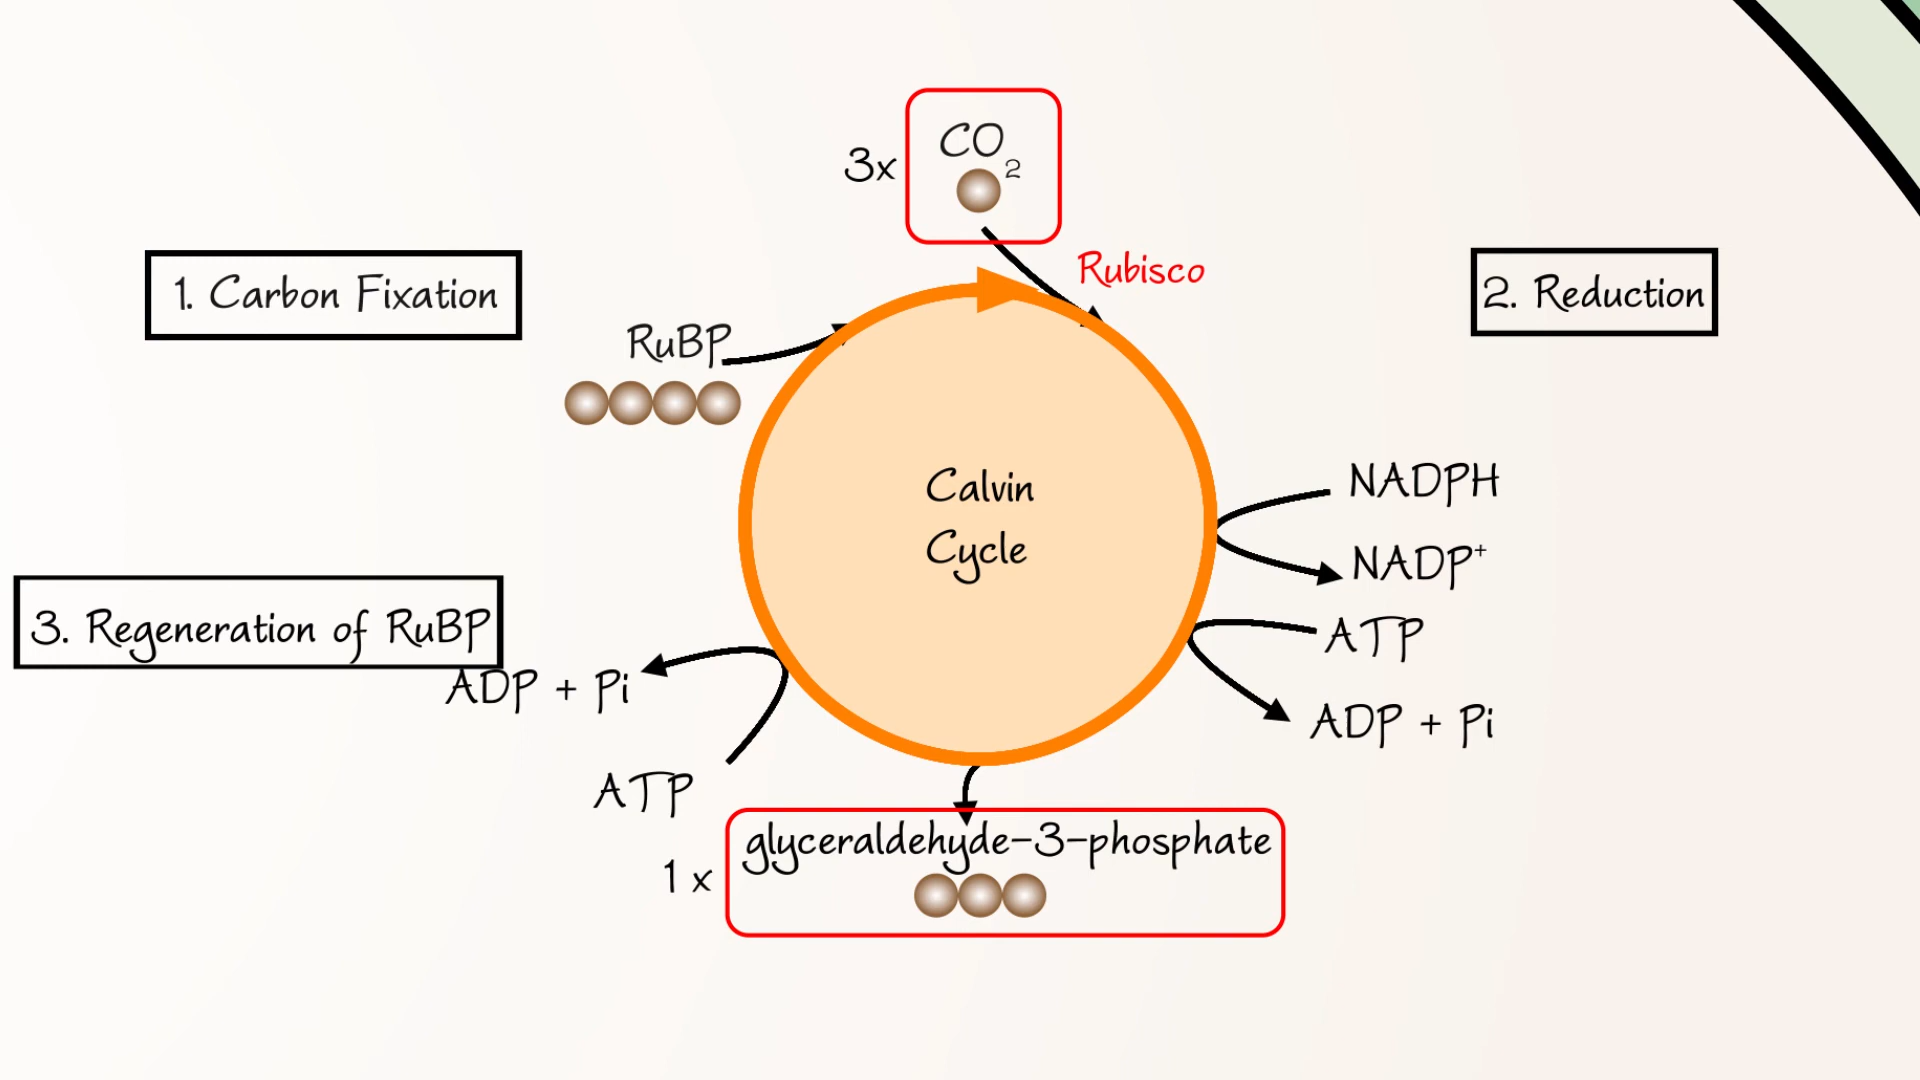 3x
CO₂
Rubisco
1. Carbon Fixation
2. Reduction
RuBP
Calvin
Cycle
NADPH
NADP⁺
3. Regeneration of RuBP
ATP
ADP + Pi
ADP + Pi
ATP
glyceraldehyde-3-phosphate
1 x